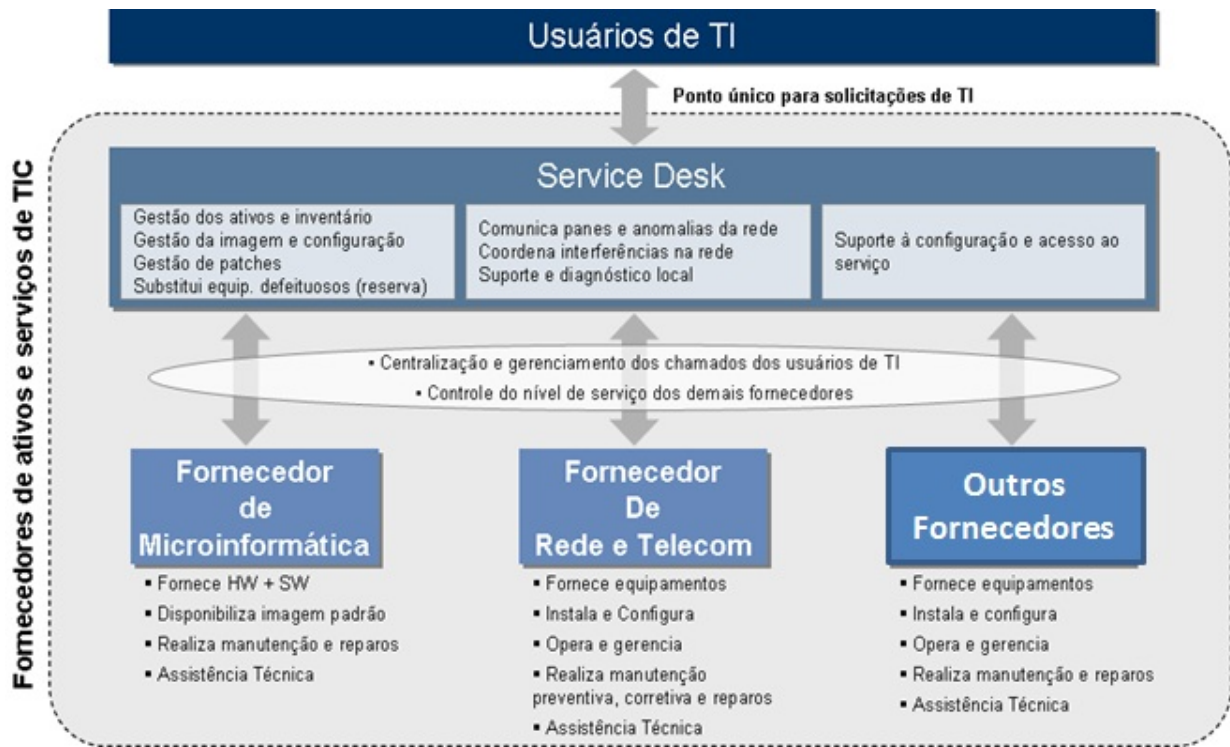 Usuários de TI
Ponto único para solicitações de TI
Fornecedores de ativos e serviços de TIC
Service Desk
Gestão dos ativos e inventário
Gestão da imagem e configuração
Gestão de patches
Substitui equip. defeituosos (reserva)
Comunica panes e anomalias da rede
Coordena interferências na rede
Suporte e diagnóstico local
Suporte à configuração e acesso ao
serviço
▪ Centralização e gerenciamento dos chamados dos usuários de TI
▪ Controle do nível de serviço dos demais fornecedores
Fornecedor
de
Microinformática
▪ Fornece HW + SW
▪ Disponibiliza imagem padrão
▪ Realiza manutenção e reparos
▪ Assistência Técnica
Fornecedor
De
Rede e Telecom
▪ Fornece equipamentos
▪ Instala e Configura
▪ Opera e gerencia
▪ Realiza manutenção
preventiva, corretiva e reparos
▪ Assistência Técnica
Outros
Fornecedores
▪ Fornece equipamentos
▪ Instala e configura
▪ Opera e gerencia
▪ Realiza manutenção e reparos
▪ Assistência Técnica